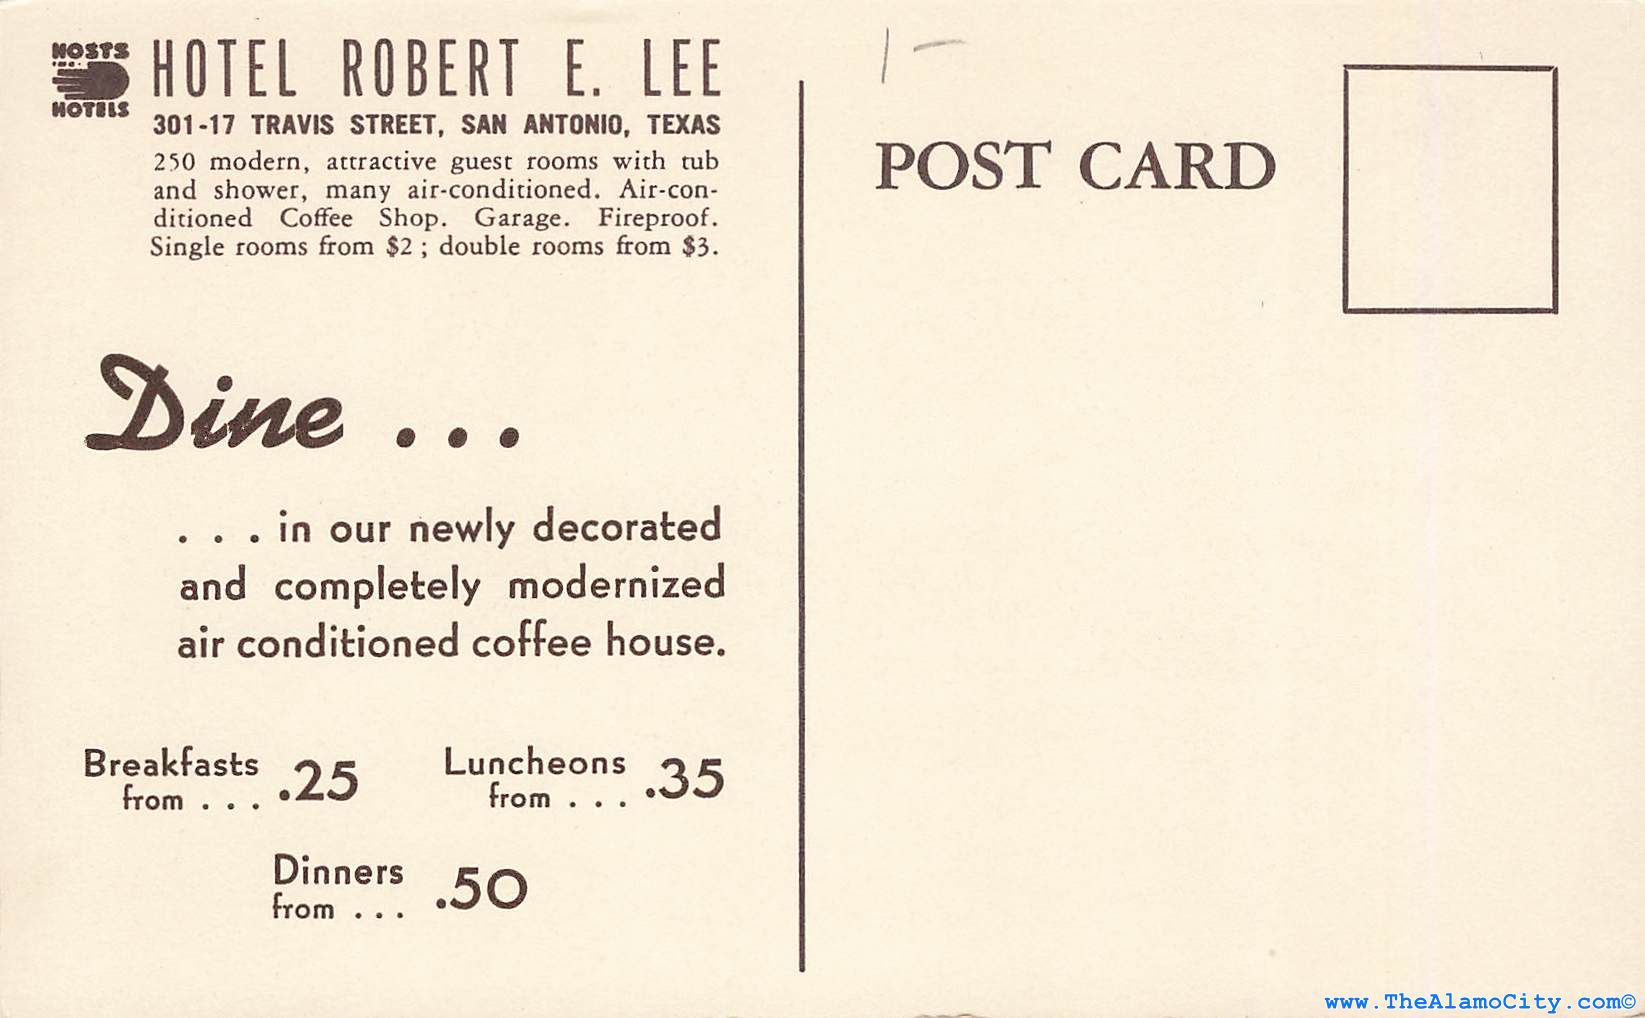 HOSTS
INC.
HOTELS
HOTEL ROBERT E. LEE
301-17 TRAVIS STREET, SAN ANTONIO, TEXAS
250 modern, attractive guest rooms with tub
and shower, many air-conditioned. Air-con-
ditioned Coffee Shop. Garage. Fireproof.
Single rooms from $2 ; double rooms from $3.
Dine ...
. . . in our newly decorated
and completely modernized
air conditioned coffee house.
Breakfasts
from . . . .25
Luncheons
from . . . .35
Dinners
from . . . .50
1 -
POST CARD
www.TheAlamoCity.com©